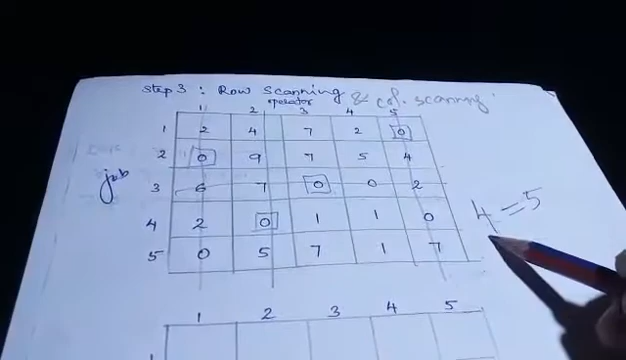 Step 3 : Row scanning & col. scanning.
operator
1 2 3 4 5
1 2 4 7 2 0
2 0 9 7 5 4
job
3 6 7 0 0 2
4 2 0 1 1 0
4 = 5
5 0 5 7 1 7
1 2 3 4 5
1